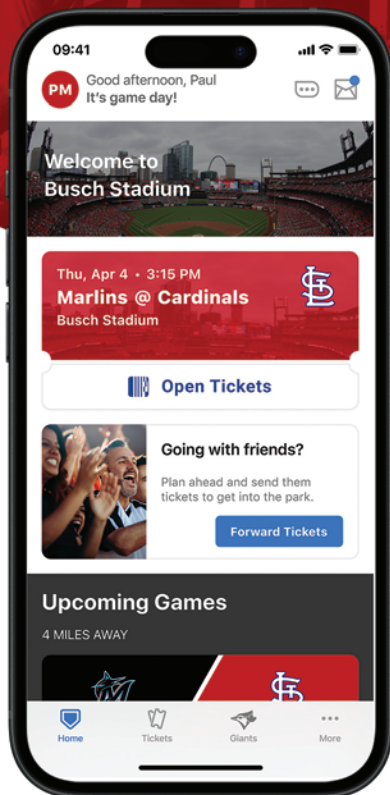 09:41
PM
Good afternoon, Paul
It's game day!
Welcome to
Busch Stadium
Thu, Apr 4 • 3:15 PM
Marlins @ Cardinals
Busch Stadium
STL
Open Tickets
Going with friends?
Plan ahead and send them
tickets to get into the park.
Forward Tickets
Upcoming Games
4 MILES AWAY
STL
Home
Tickets
Giants
More